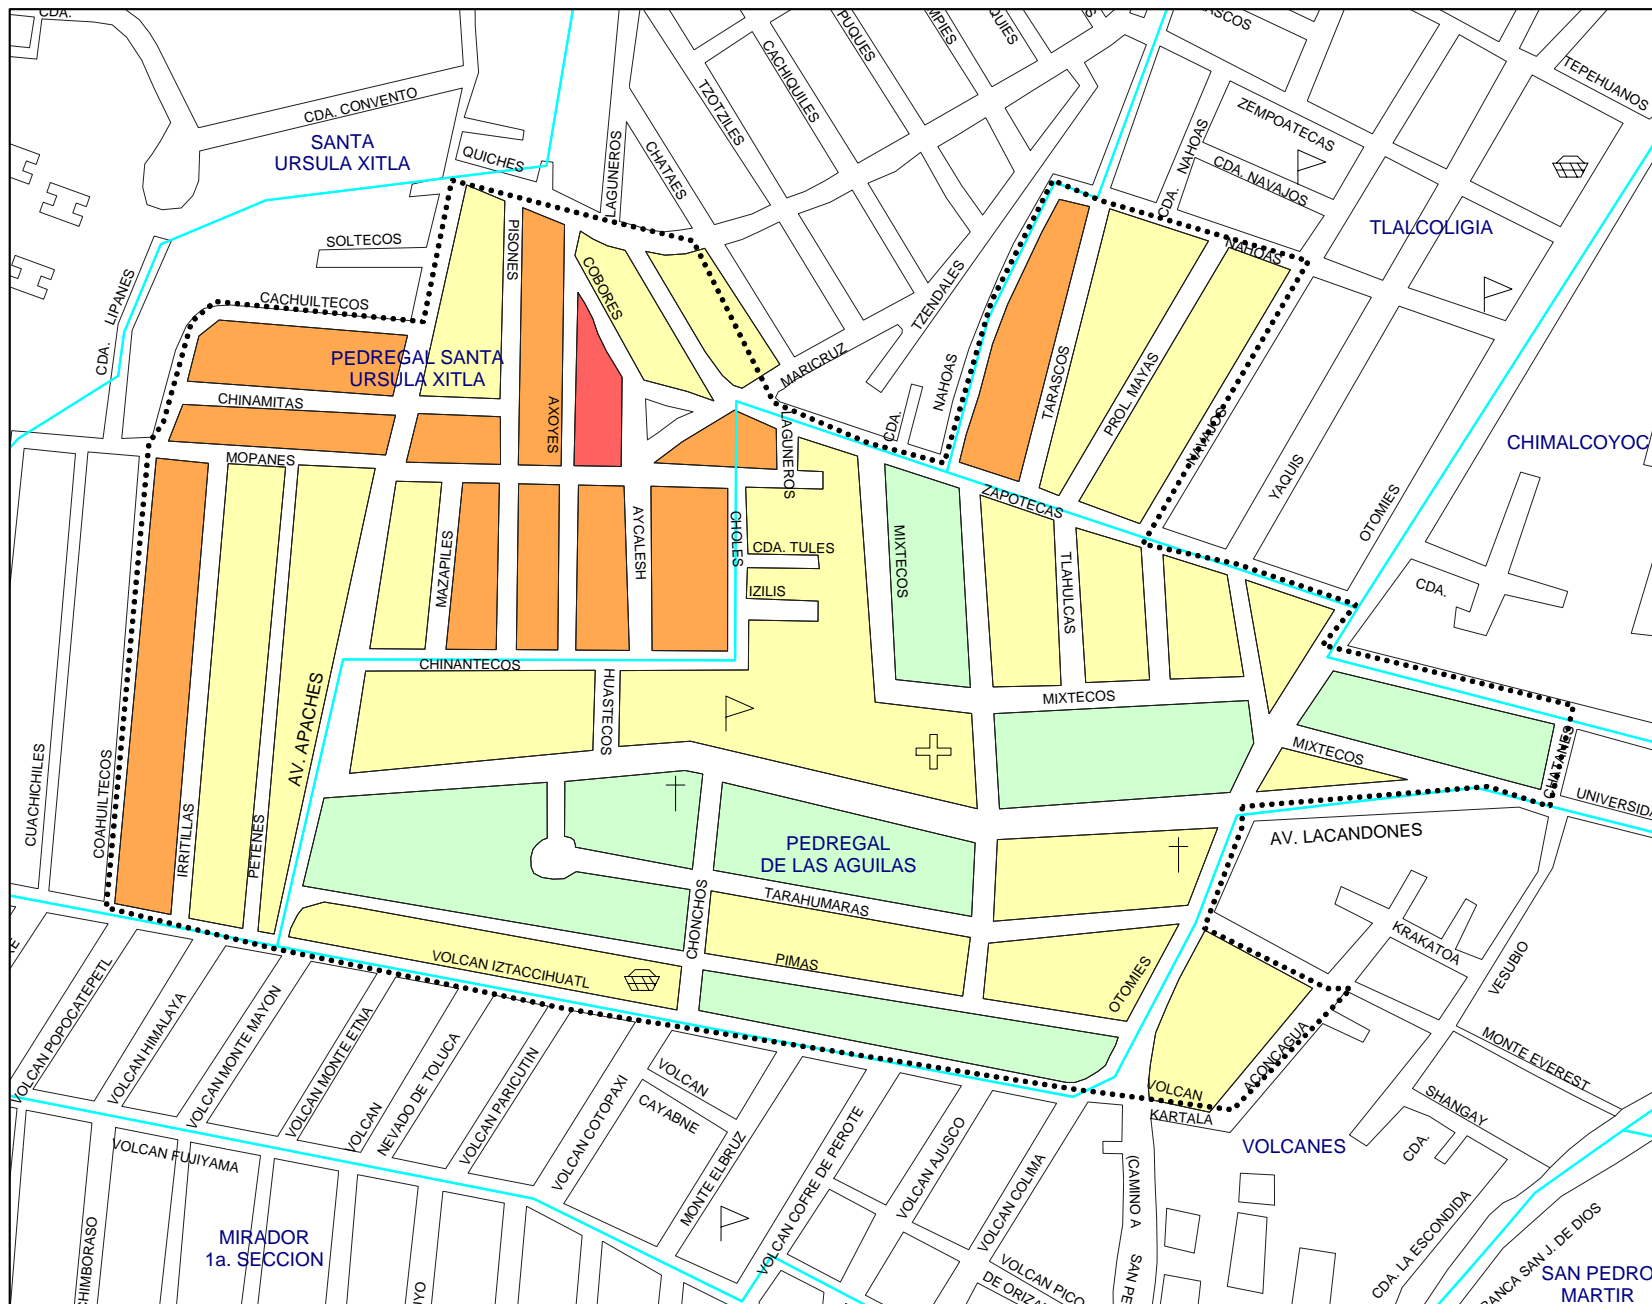 CDA.
CDA. CONVENTO
SANTA
URSULA XITLA
QUICHES
LAGUNEROS
CHATAES
TZOTZILES
CACHIQUILES
PUQUES
TEPEHUANOS
ZEMPOATECAS
CDA. NAVAJOS
CDA.
NAHOAS
TLALCOLIGIA
NAHOAS
SOLTECOS
PISONES
COBORES
CACHUILTECOS
CDA.
LIPANES
TZENDALES
MARICRUZ
CDA.
NAHOAS
TARASCOS
PROL. MAYAS
NAVAJOS
YAQUIS
OTOMIES
CHIMALCOYOC
PEDREGAL SANTA
URSULA XITLA
CHINAMITAS
AXOYES
MOPANES
LAGUNEROS
ZAPOTECAS
MAZAPILES
AYCALESH
CHOLES
CDA. TULES
IZILIS
MIXTECOS
TLAHULCAS
CDA.
CHINANTECOS
HUASTECOS
MIXTECOS
MIXTECOS
CHATANES
AV. APACHES
CUACHICHILES
COAHUILTECOS
IRRITILLAS
PETENES
PEDREGAL
DE LAS AGUILAS
TARAHUMARAS
CHONCHOS
PIMAS
VOLCAN IZTACCIHUATL
OTOMIES
AV. LACANDONES
KRAKATOA
VESUBIO
MONTE EVEREST
SHANGAY
CDA.
ACONCAGUA
VOLCAN
KARTALA
VOLCANES
VOLCAN POPOCATEPETL
VOLCAN HIMALAYA
VOLCAN MONTE MAYON
VOLCAN MONTE ETNA
VOLCAN
NEVADO DE TOLUCA
VOLCAN PARICUTIN
VOLCAN COTOPAXI
VOLCAN
CAYABNE
MONTE ELBRUZ
VOLCAN COFRE DE PEROTE
VOLCAN AJUSCO
VOLCAN COLIMA
VOLCAN PICO
(CAMINO A
CDA. LA ESCONDIDA
VOLCAN FUJIYAMA
MIRADOR
1a. SECCION
SAN PEDRO
MARTIR